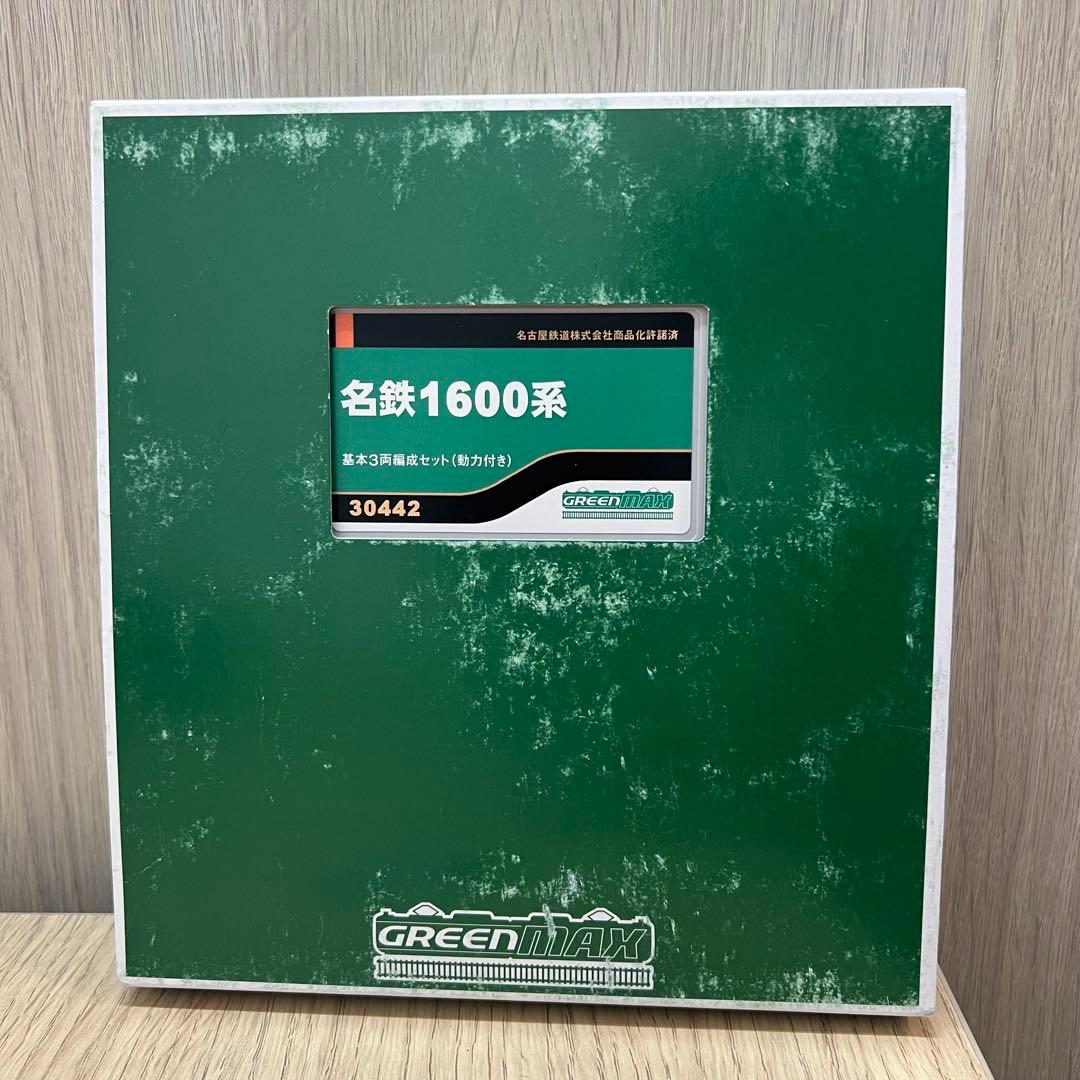 名古屋鉄道株式会社商品化許諾済
名鉄1600系
基本3両編成セット(動力付き)
30442
GREENMAX
GREENMAX